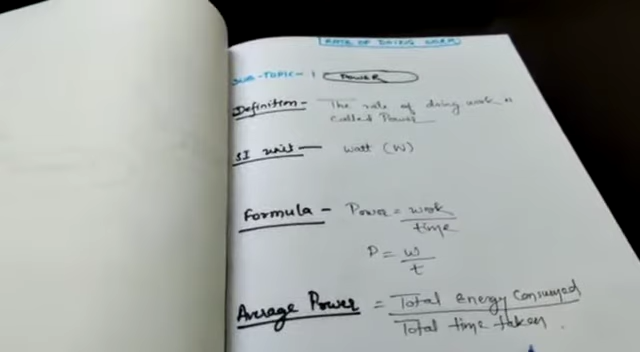 RATE OF DOING WORK
SUB-TOPIC- 1 POWER
Definition- The rate of doing work is
called Power
SI unit— watt (W)
Formula- Power = work
time
P = W
t
Average Power = Total energy Consumed
Total time taken.